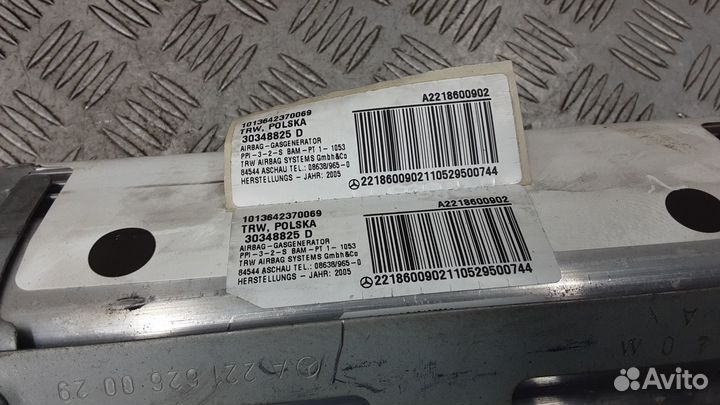 1013642370069
TRW, POLSKA
30348825 D
AIRBAG-GASGENERATOR
PPI-3-2-S BAM-PT 1- 1053
TRW AIRBAG SYSTEMS GmbH&Co
84544 ASCHAU TEL.: 08638/965-0
HERSTELLUNGS - JAHR: 2005
A2218600902
2218600902110529500744
1013642370069
TRW, POLSKA
30348825 D
AIRBAG-GASGENERATOR
PPI-3-2-S BAM-PT 1- 1053
TRW AIRBAG SYSTEMS GmbH&Co
84544 ASCHAU TEL.: 08638/965-0
HERSTELLUNGS - JAHR: 2005
A2218600902
2218600902110529500744
A 221 626 00 29
Avito